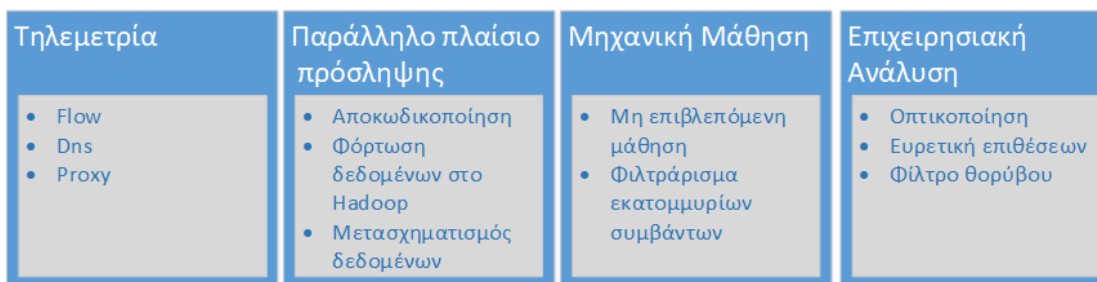 Τηλεμετρία
• Flow
• Dns
• Proxy
Παράλληλο πλαίσιο
πρόσληψης
• Αποκωδικοποίηση
• Φόρτωση
δεδομένων στο
Hadoop
• Μετασχηματισμός
δεδομένων
Μηχανική Μάθηση
• Μη επιβλεπόμενη
μάθηση
• Φιλτράρισμα
εκατομμυρίων
συμβάντων
Επιχειρησιακή
Ανάλυση
• Οπτικοποίηση
• Ευρετική επιθέσεων
• Φίλτρο θορύβου